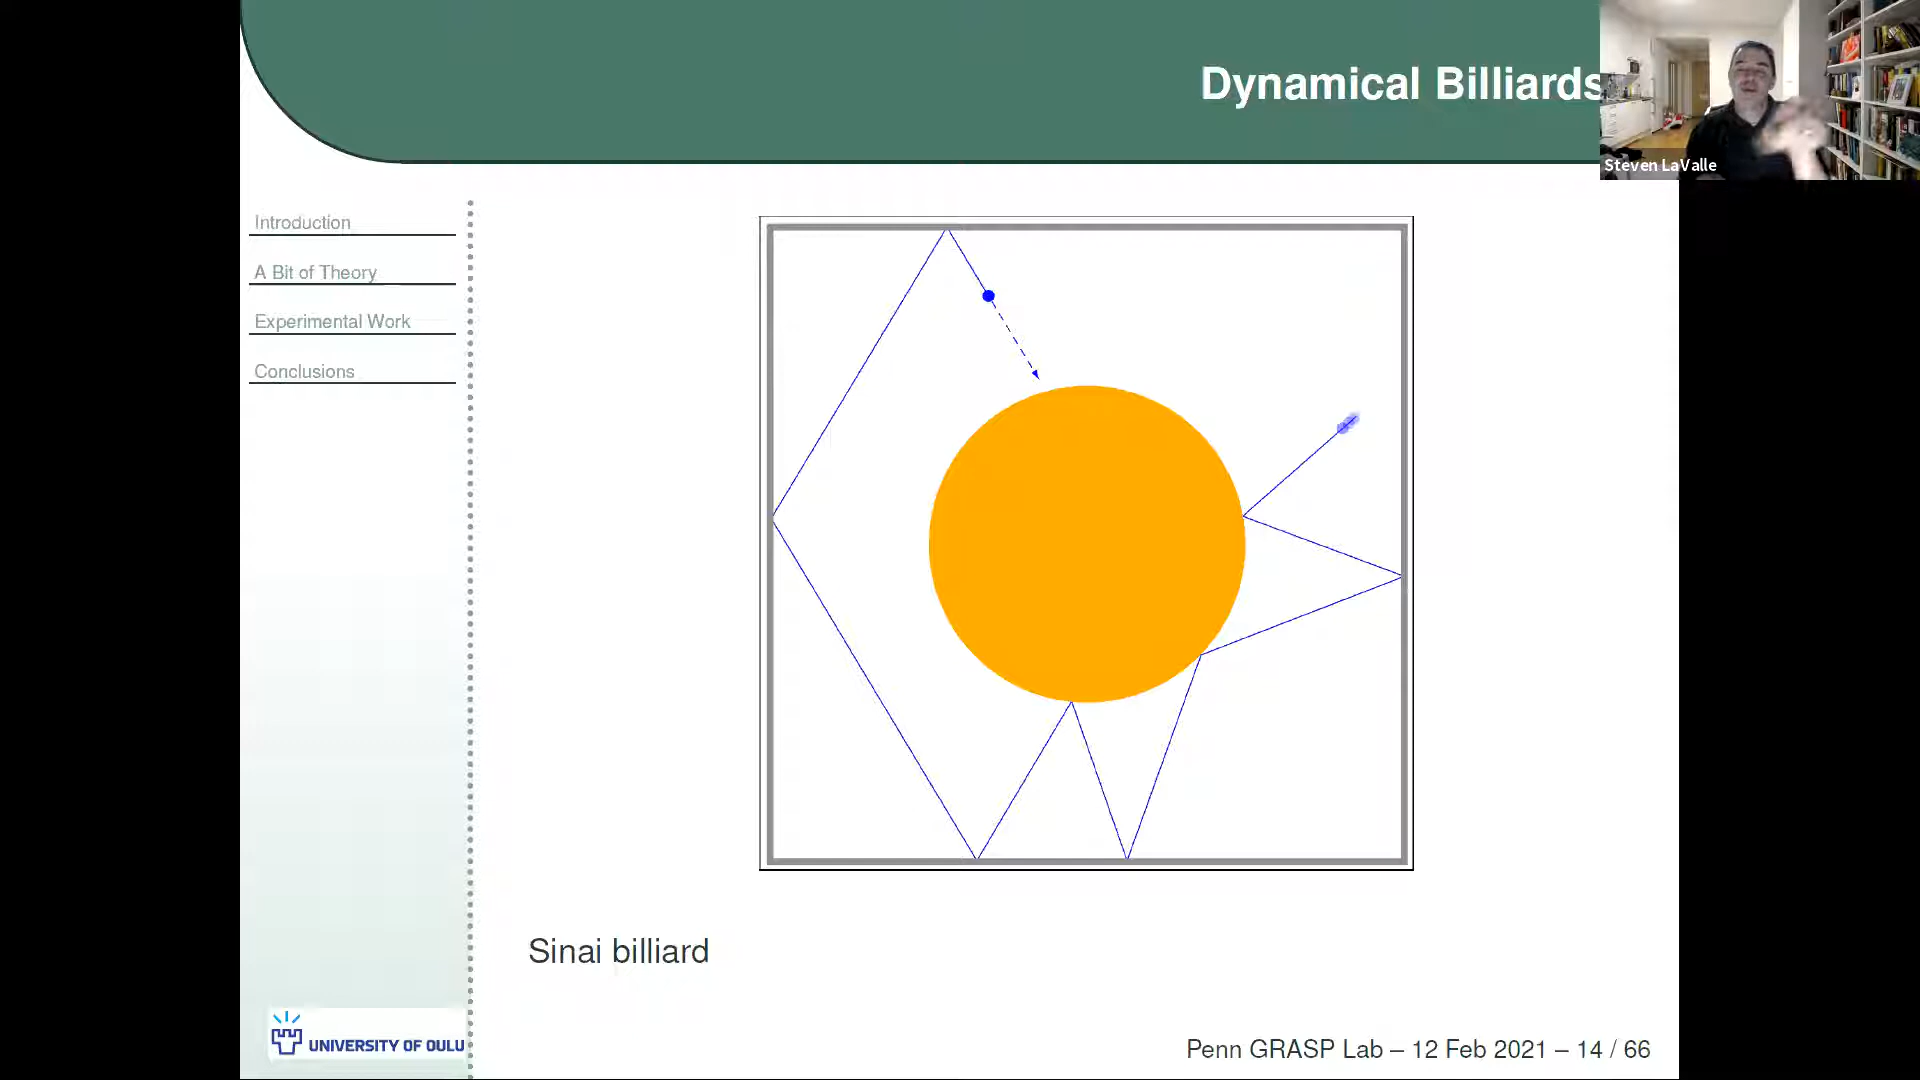 Dynamical Billiards
Steven LaValle
Introduction
A Bit of Theory
Experimental Work
Conclusions
Sinai billiard
UNIVERSITY OF OULU
Penn GRASP Lab – 12 Feb 2021 – 14 / 66